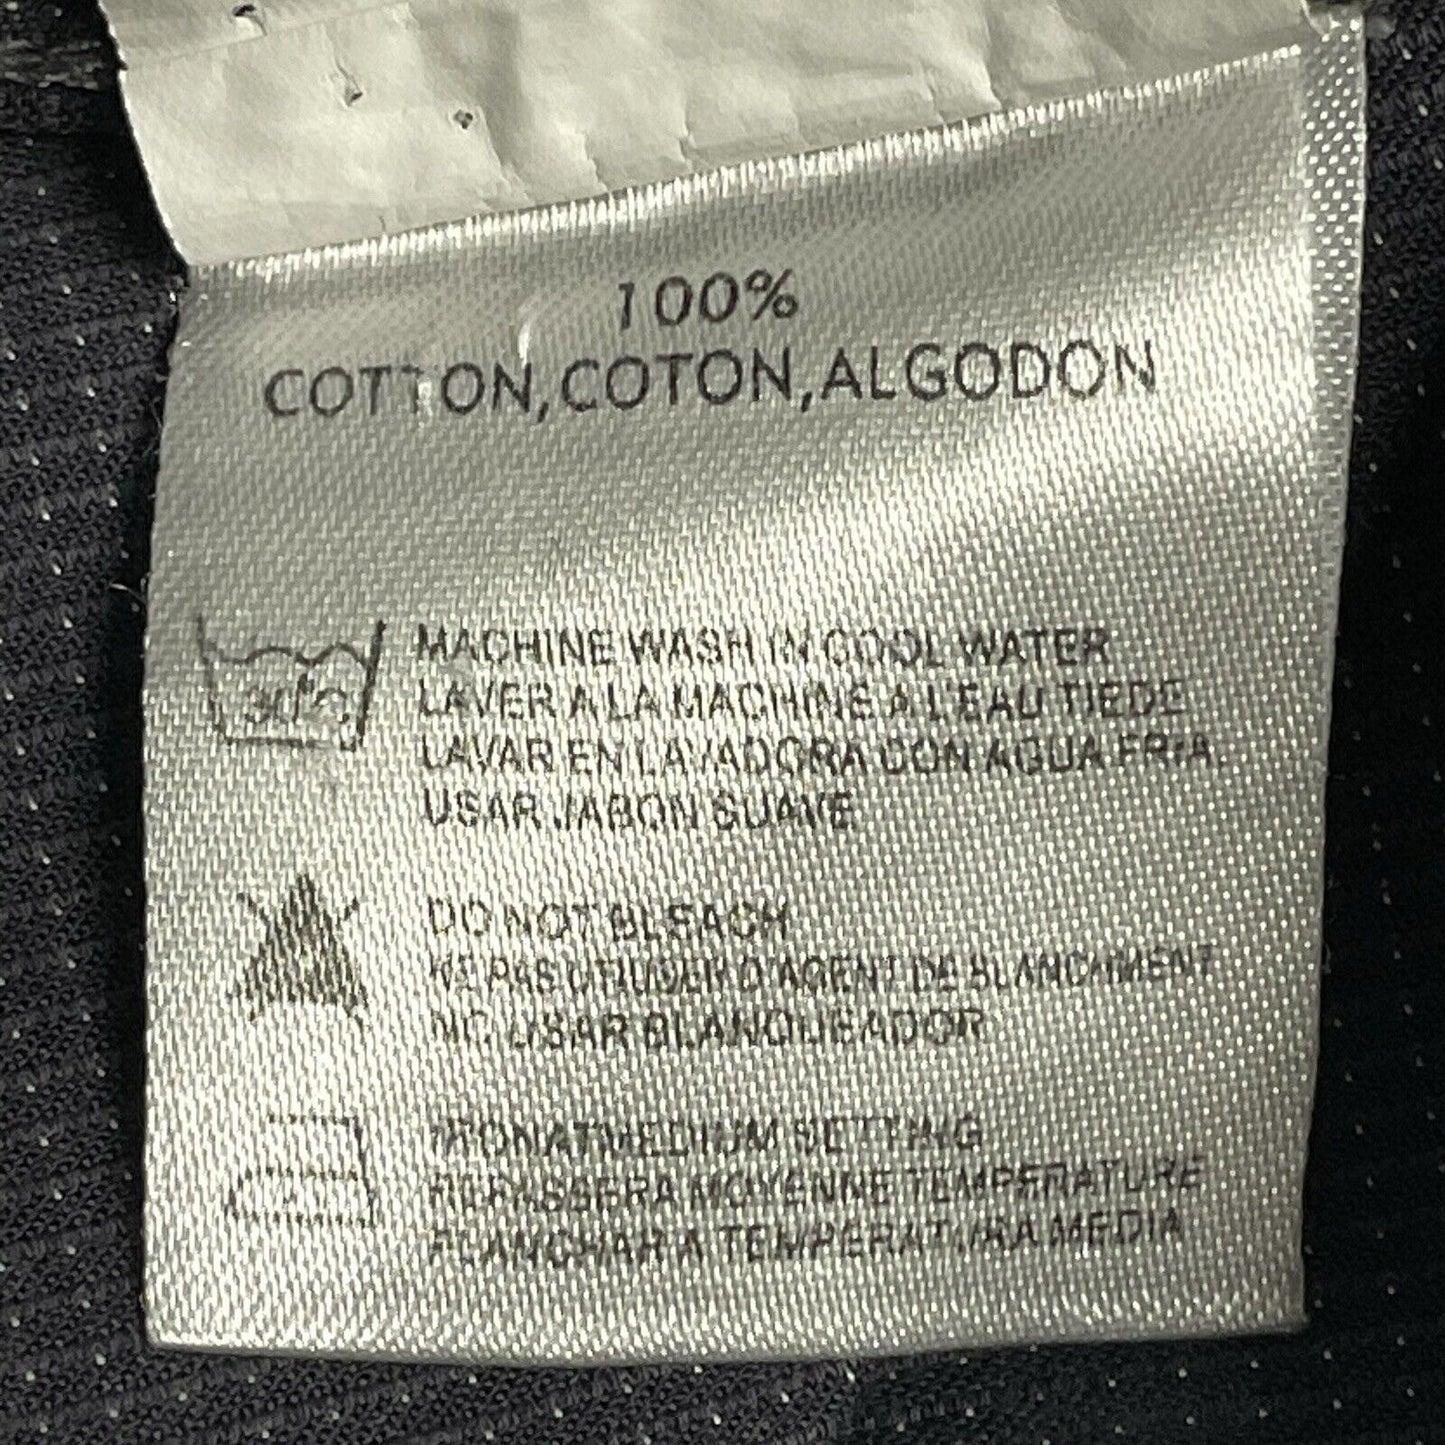 100%
COTTON,COTON,ALGODON
30°C
MACHINE WASH IN COOL WATER
LAVER A LA MACHINE A L'EAU TIEDE
LAVAR EN LAVADORA CON AGUA FRIA
USAR JABON SUAVE
DO NOT BLEACH
NE PAS UTILISER D'AGENT DE BLANCHIMENT
NO USAR BLANQUEADOR
IRON AT MEDIUM SETTING
REPASSER A MOYENNE TEMPERATURE
PLANCHAR A TEMPERATURA MEDIA